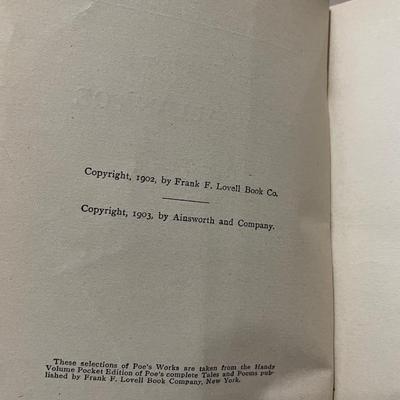 Copyright, 1902, by Frank F. Lovell Book Co.
Copyright, 1903, by Ainsworth and Company.
These selections of Poe's Works are taken from the Handy
Volume Pocket Edition of Poe's complete Tales and Poems pub-
lished by Frank F. Lovell Book Company, New York.